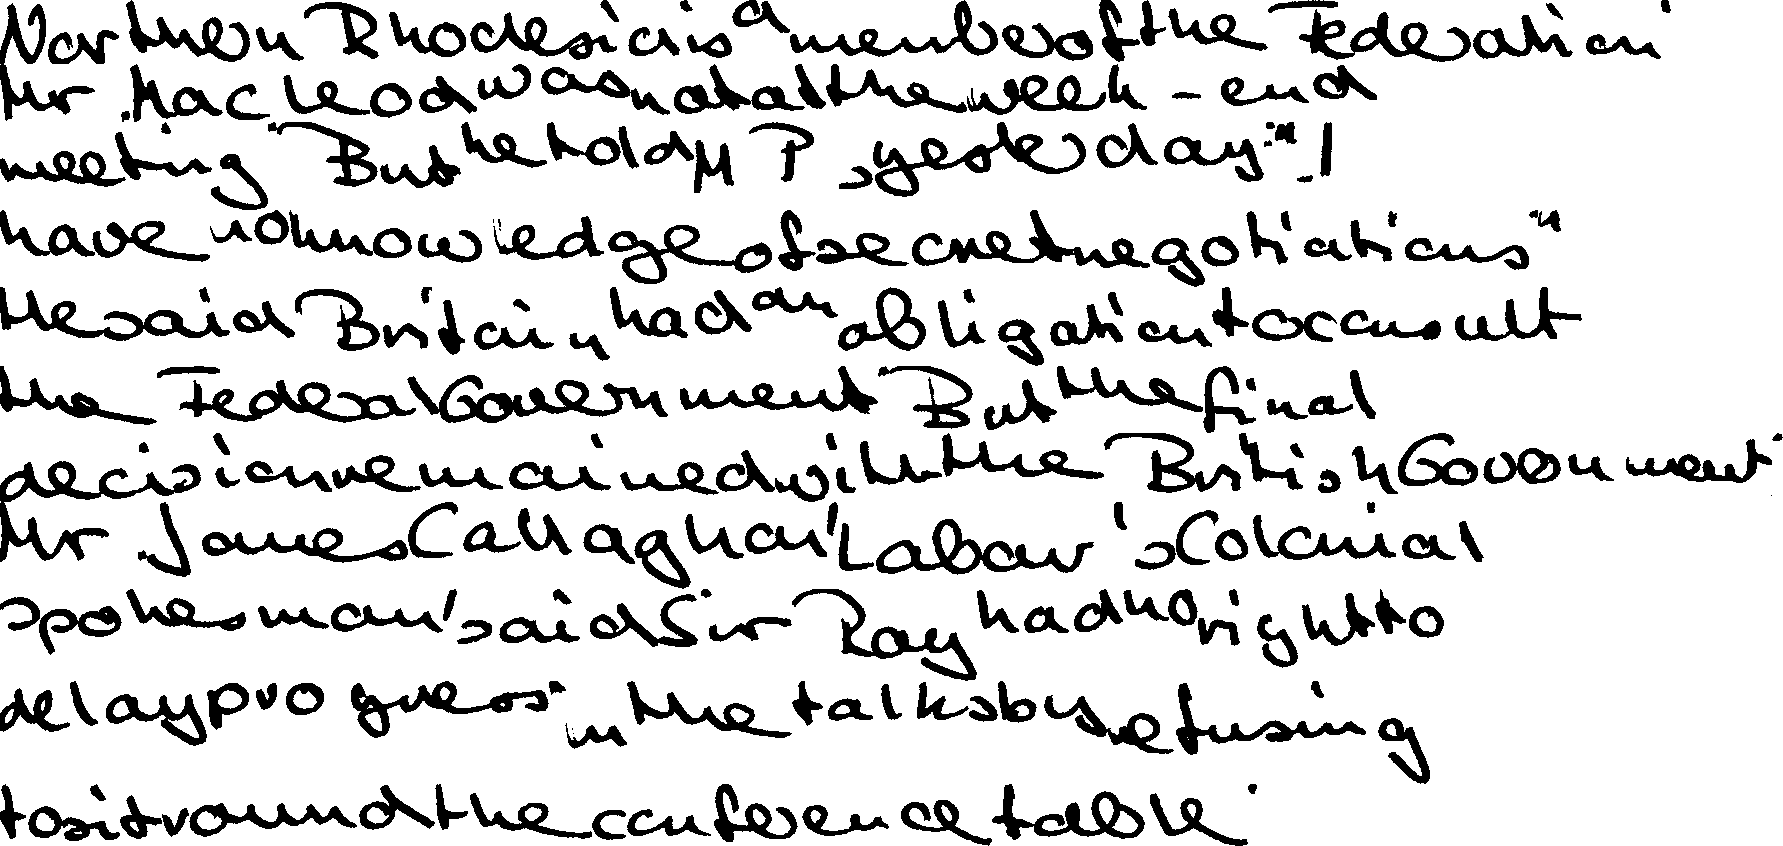 Northern Rhodesia is a member of the Federation.
Mr. Macleod was not at the week-end
meeting. But he told M P s yesterday: "I
have no knowledge of secret negotiations."
He said Britain had an obligation to consult
the Federal Government. But the final
decision remained with the British Government.
Mr. James Callaghan, Labour's Colonial
spokesman, said Sir Roy had no right to
delay progress in the talks by refusing
to sit round the conference table.